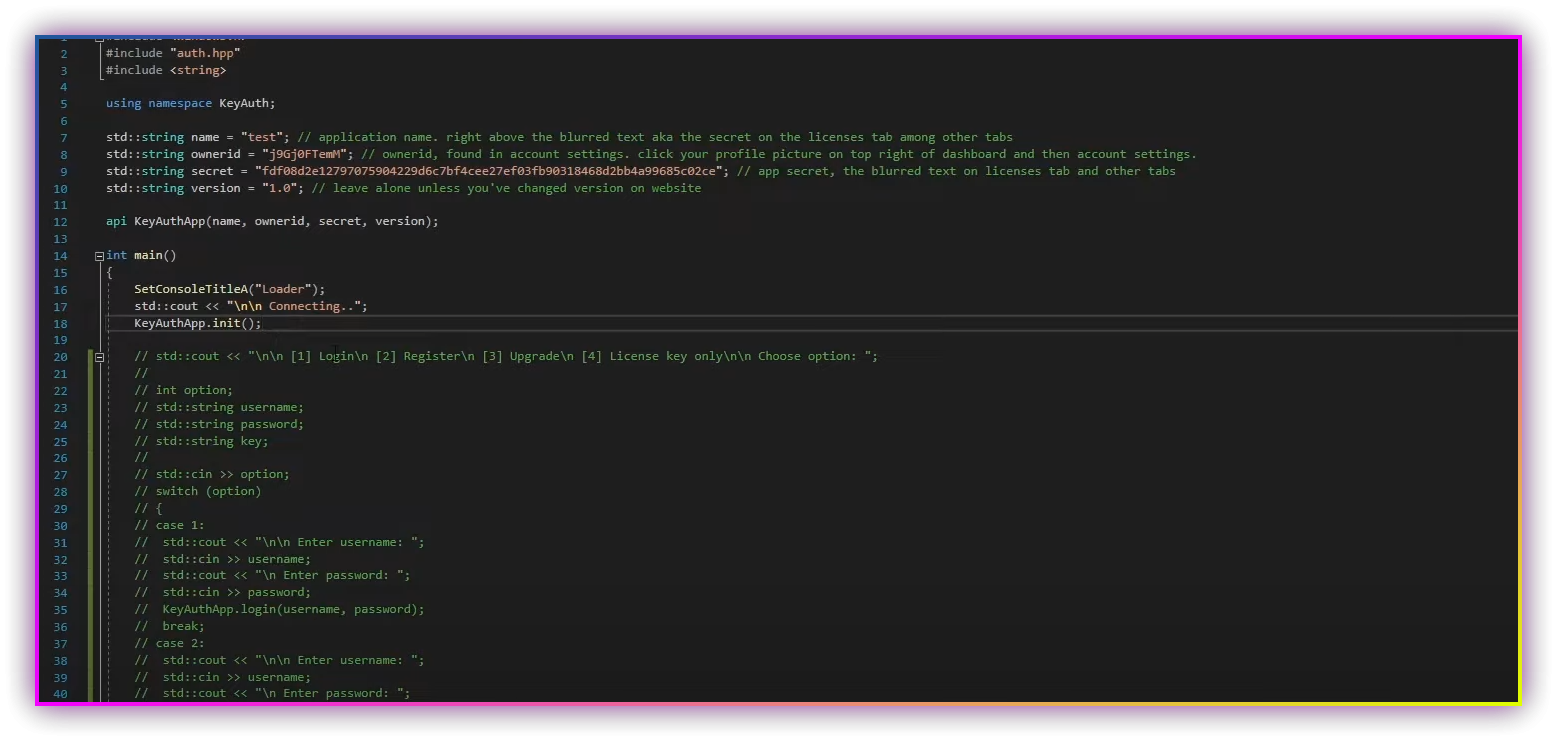 2 #include "auth.hpp"
3 #include <string>
4
5 using namespace KeyAuth;
6
7 std::string name = "test"; // application name. right above the blurred text aka the secret on the licenses tab among other tabs
8 std::string ownerid = "j9Gj0FTemM"; // ownerid, found in account settings. click your profile picture on top right of dashboard and then account settings.
9 std::string secret = "fdf08d2e12797075904229d6c7bf4cee27ef03fb90318468d2bb4a99685c02ce"; // app secret, the blurred text on licenses tab and other tabs
10 std::string version = "1.0"; // leave alone unless you've changed version on website
11
12 api KeyAuthApp(name, ownerid, secret, version);
13
14 int main()
15 {
16 SetConsoleTitleA("Loader");
17 std::cout << "\n\n Connecting..";
18 KeyAuthApp.init();
19
20 // std::cout << "\n\n [1] Login\n [2] Register\n [3] Upgrade\n [4] License key only\n\n Choose option: ";
21 //
22 // int option;
23 // std::string username;
24 // std::string password;
25 // std::string key;
26 //
27 // std::cin >> option;
28 // switch (option)
29 // {
30 // case 1:
31 // std::cout << "\n\n Enter username: ";
32 // std::cin >> username;
33 // std::cout << "\n Enter password: ";
34 // std::cin >> password;
35 // KeyAuthApp.login(username, password);
36 // break;
37 // case 2:
38 // std::cout << "\n\n Enter username: ";
39 // std::cin >> username;
40 // std::cout << "\n Enter password: ";